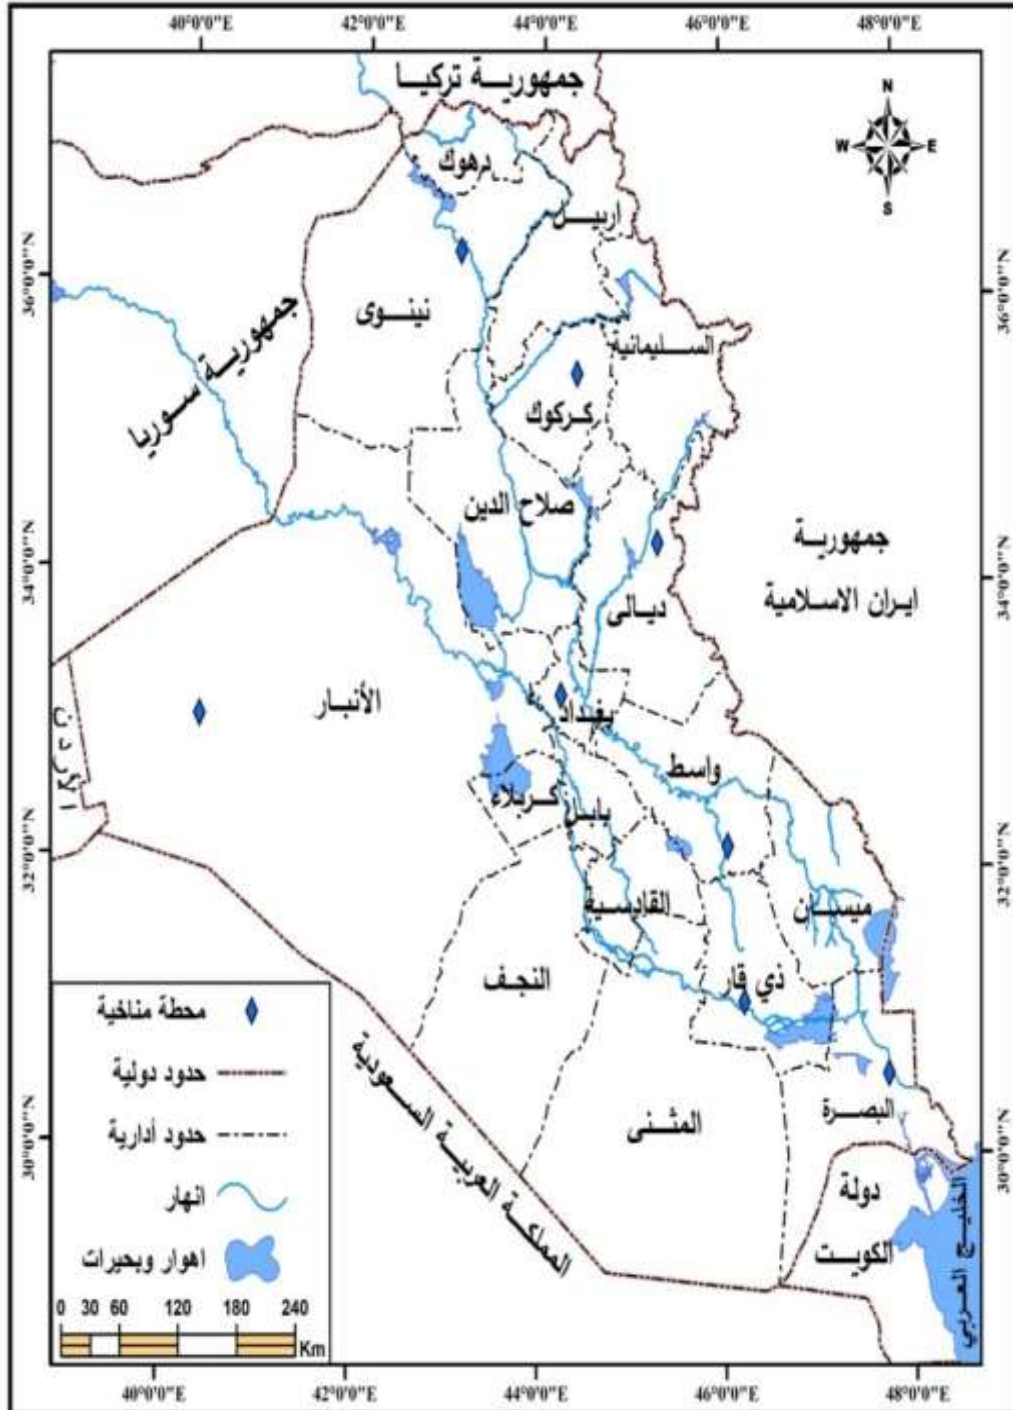 40°0'0"E 42°0'0"E 44°0'0"E 46°0'0"E 48°0'0"E
جمهورية تركيا
N
W E
S
دهوك
اربيل
36°0'0"N
36°0'0"N
نينوى
جمهورية سوريا
السليمانية
كركوك
صلاح الدين
34°0'0"N
34°0'0"N
جمهورية
ايران الاسلامية
ديالى
الأنبار
بغداد
الأردن
واسط
كربلاء
بابل
32°0'0"N
32°0'0"N
القادسية
ميسان
النجف
ذي قار
المملكة العربية السعودية
المثنى
البصرة
30°0'0"N
30°0'0"N
دولة
الكويت
الخليج العربي
محطة مناخية
حدود دولية
حدود أدارية
انهار
اهوار وبحيرات
0 30 60 120 180 240
Km
40°0'0"E 42°0'0"E 44°0'0"E 46°0'0"E 48°0'0"E